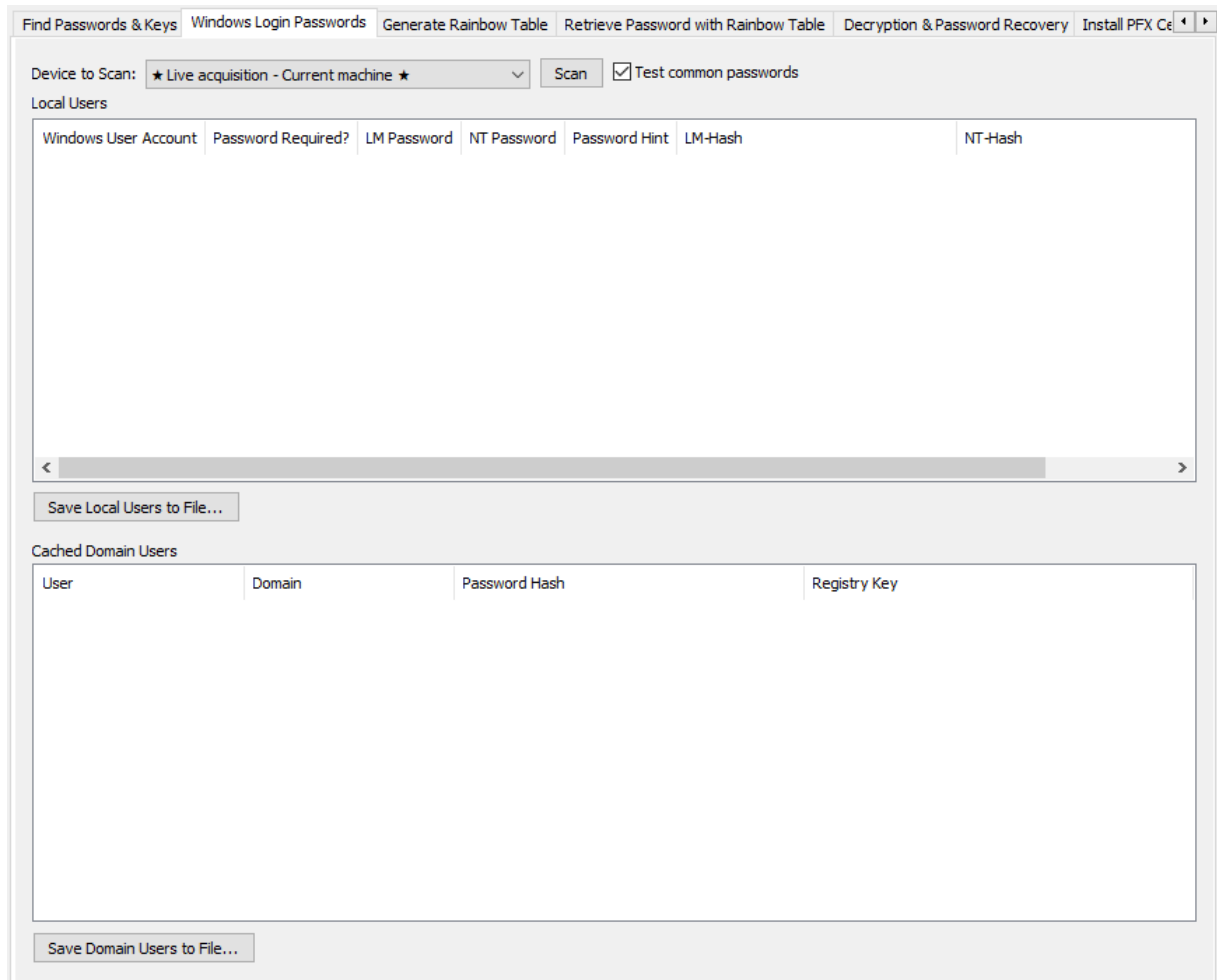 Find Passwords & Keys Windows Login Passwords Generate Rainbow Table Retrieve Password with Rainbow Table Decryption & Password Recovery Install PFX Ce
Device to Scan: ★ Live acquisition - Current machine ★ Scan Test common passwords
Local Users
Windows User Account Password Required? LM Password NT Password Password Hint LM-Hash NT-Hash
Save Local Users to File...
Cached Domain Users
User Domain Password Hash Registry Key
Save Domain Users to File...